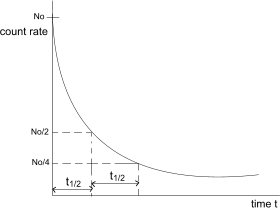 No
count rate
No/2
No/4
t1/2 t1/2
time t